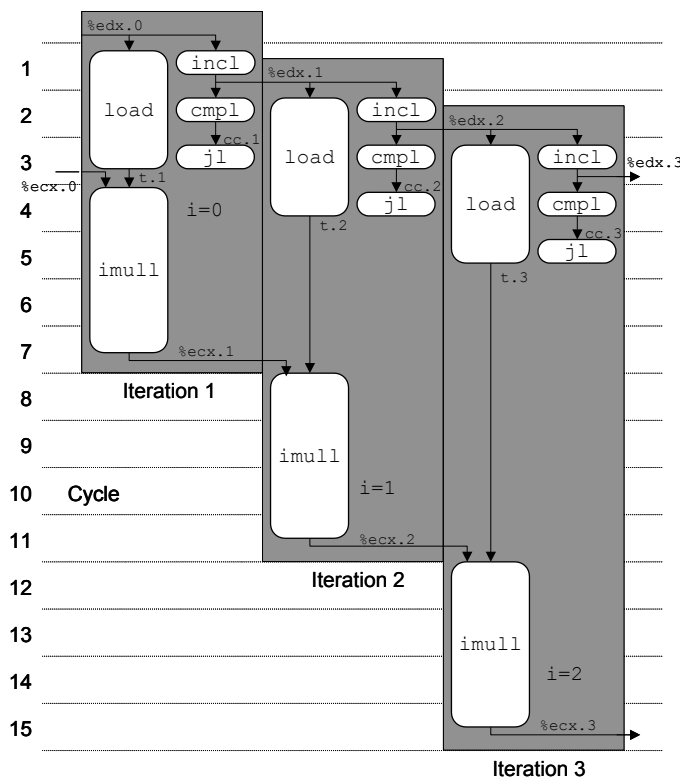 %edx.0
1 incl %edx.1
2 load cmpl incl %edx.2
cc.1
3 jl load cmpl incl %edx.3
%ecx.0 t.1 cc.2
4 i=0 jl load cmpl
t.2 cc.3
5 imull jl
t.3
6
7 %ecx.1
Iteration 1
8
9 imull
10 Cycle i=1
11 %ecx.2
Iteration 2
12
13 imull
14 i=2
15 %ecx.3
Iteration 3